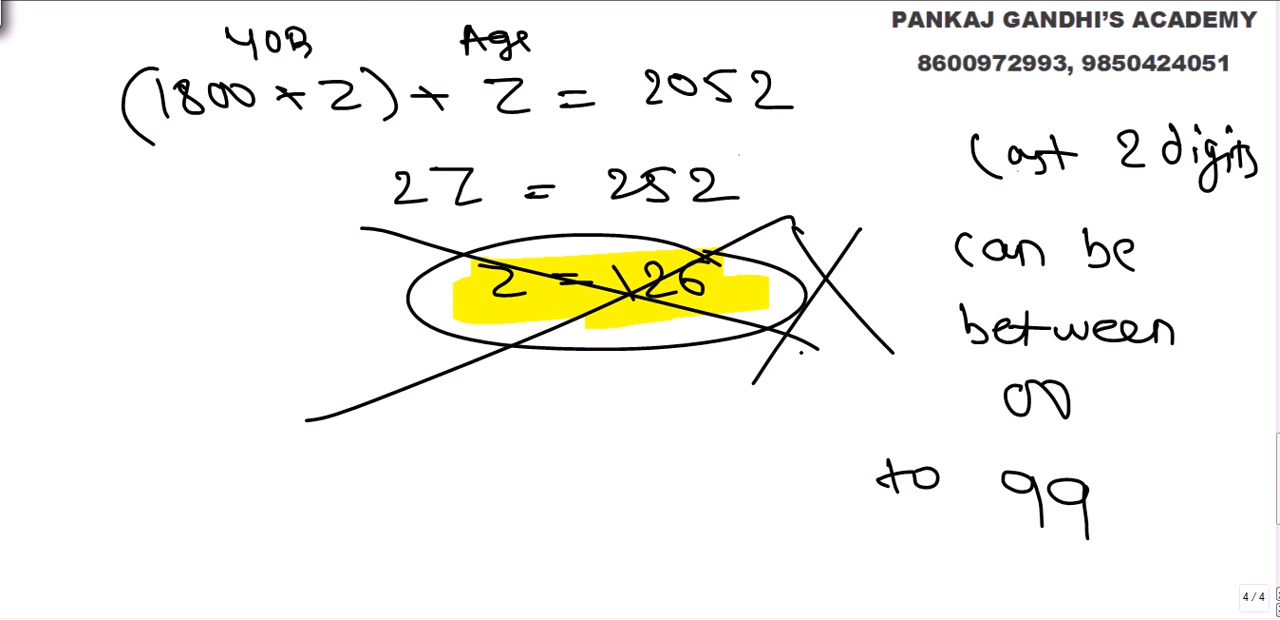 PANKAJ GANDHI'S ACADEMY
8600972993, 9850424051
YOB Age
(1800 + Z) + Z = 2052
2Z = 252
Z = 126
Last 2 digits
can be
between
00
to 99
4 / 4